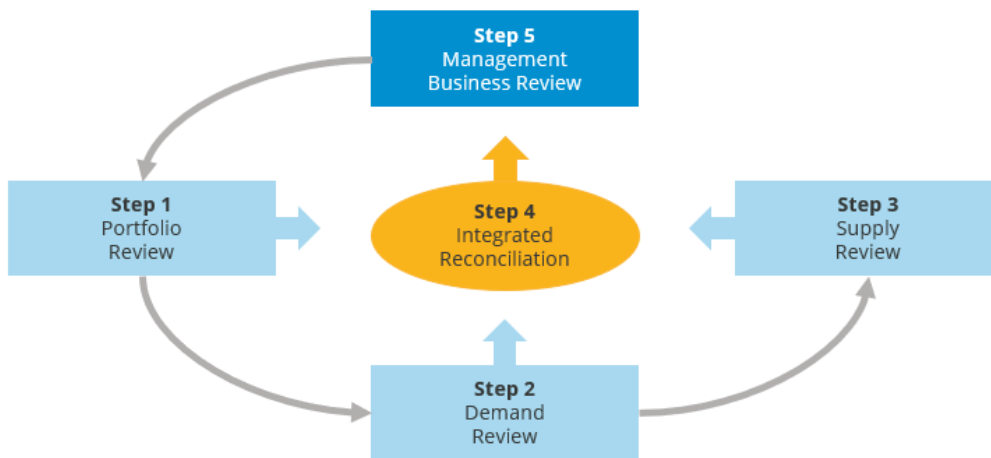 Step 5
Management
Business Review
Step 1
Portfolio
Review
Step 4
Integrated
Reconciliation
Step 3
Supply
Review
Step 2
Demand
Review